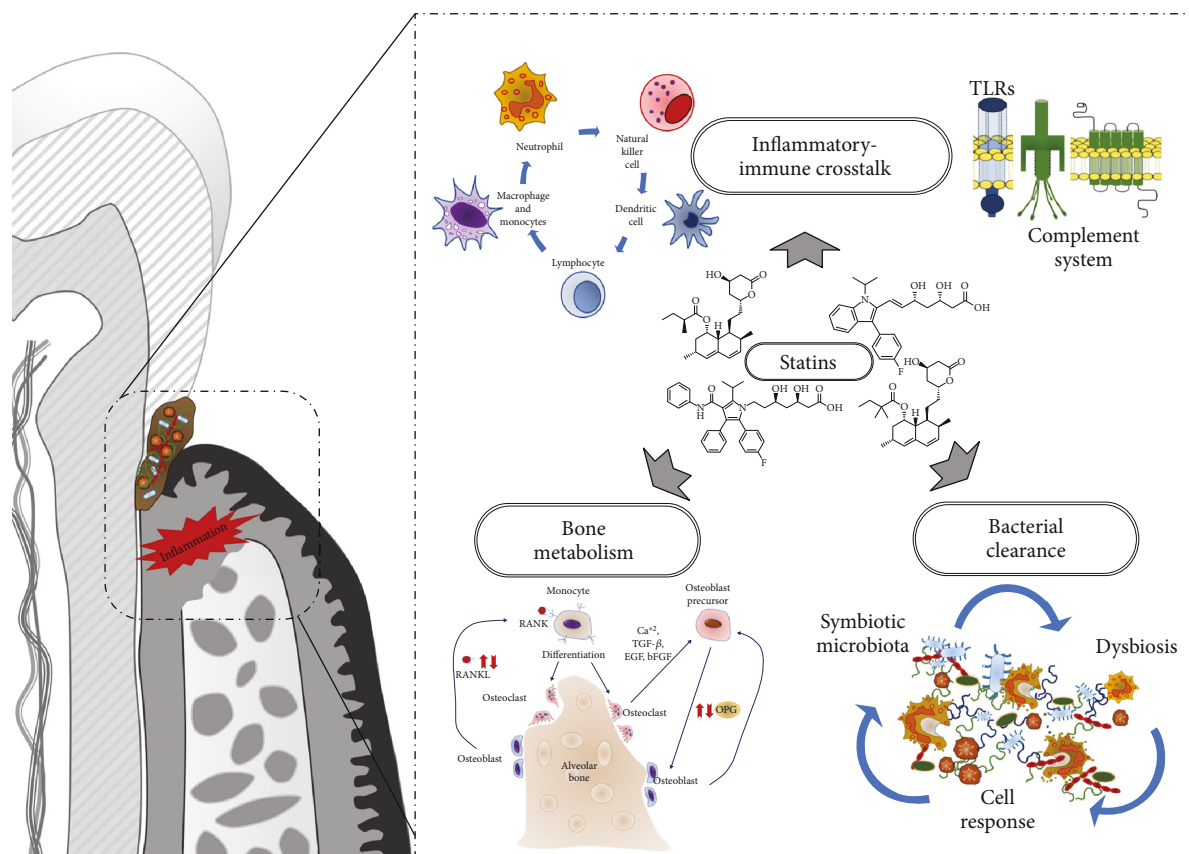 Inflammation
Neutrophil
Natural
killer
cell
Macrophage
and
monocytes
Dendritic
cell
Lymphocyte
Inflammatory-
immune crosstalk
TLRs
Complement
system
HO
O
O
O
O
H
N
OH OH
O
OH
F
Statins
O
NH
N
OH OH
O
OH
F
HO
O
O
O
O
H
Bone
metabolism
Monocyte
RANK
Differentiation
RANKL
Osteoclast
Osteoblast
Alveolar
bone
Osteoblast
precursor
Ca⁺²,
TGF-β,
EGF, bFGF
Osteoclast
OPG
Osteoblast
Bacterial
clearance
Symbiotic
microbiota
Dysbiosis
Cell
response